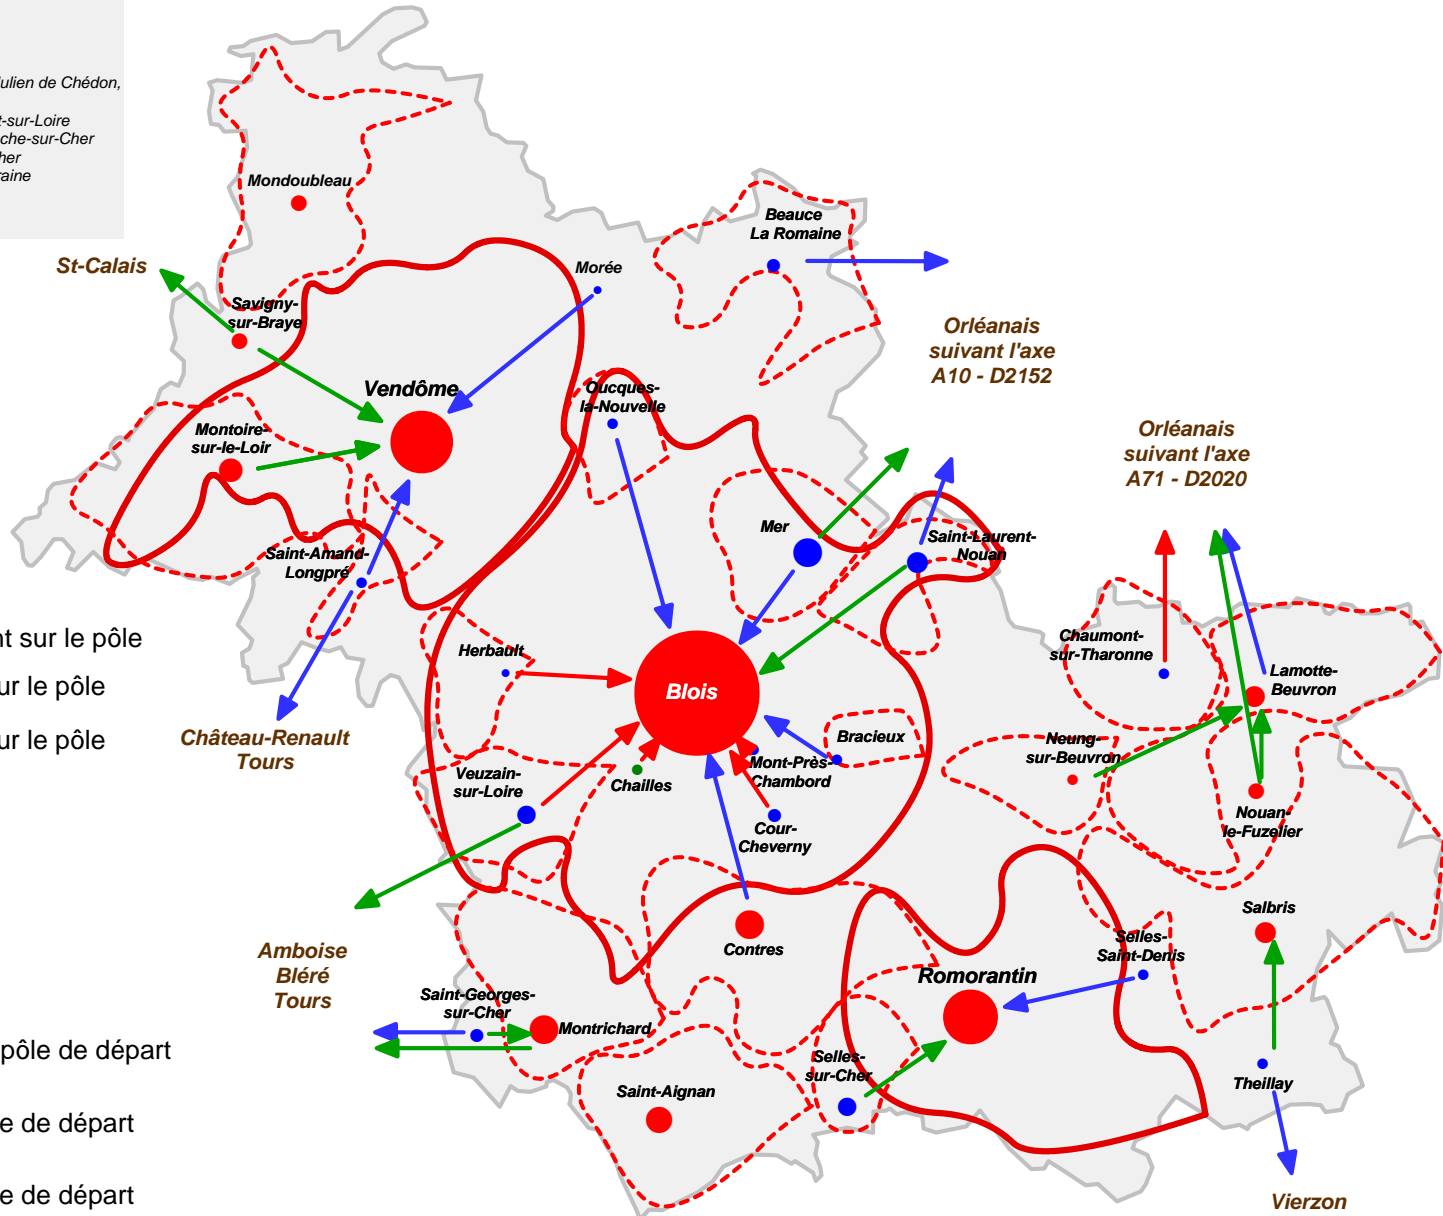 ulien de Chédon,
t-sur-Loire
che-sur-Cher
her
raine
Mondoubleau
Beauce
La Romaine
St-Calais
Morée
Savigny-
sur-Braye
Orléanais
suivant l'axe
A10 - D2152
Vendôme
Oucques-
la-Nouvelle
Montoire-
sur-le-Loir
Orléanais
suivant l'axe
A71 - D2020
Mer
Saint-Laurent-
Nouan
Saint-Amand-
Longpré
nt sur le pôle
Chaumont-
sur-Tharonne
Herbault
ur le pôle
Blois
Lamotte-
Beuvron
ur le pôle
Château-Renault
Tours
Bracieux
Neung-
sur-Beuvron
Mont-Près-
Chambord
Veuzain-
sur-Loire
Chailles
Nouan-
le-Fuzelier
Cour-
Cheverny
Salbris
Contres
Selles-
Saint-Denis
Amboise
Bléré
Tours
Romorantin
Saint-Georges-
sur-Cher
Montrichard
pôle de départ
Selles-
sur-Cher
Saint-Aignan
Theillay
e de départ
e de départ
Vierzon